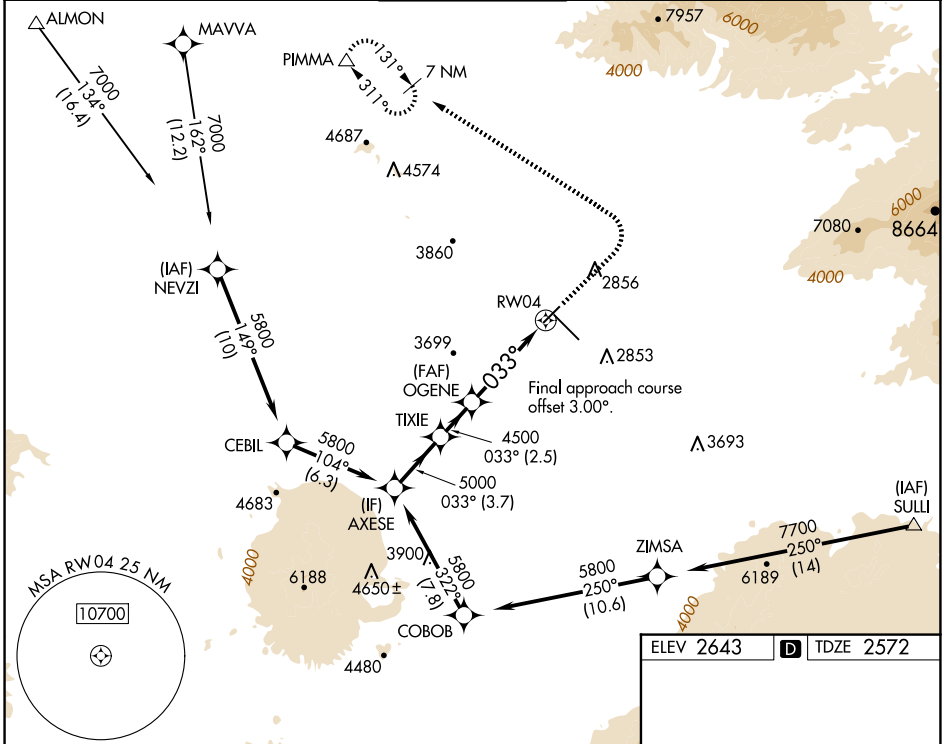 ALMON
MAVVA
7957
6000
4000
PIMMA
131°
311°
7 NM
7000
134°
(16.4)
7000
162°
(12.2)
4687
4574
6000
7080
8664
4000
3860
(IAF)
NEVZI
2856
RW04
5800
149°
(10)
3699
033°
2853
(FAF)
OGENE
Final approach course
offset 3.00°.
TIXIE
4500
033° (2.5)
CEBIL
5800
104°
(6.3)
3693
5000
033° (3.7)
4683
(IF)
AXESE
(IAF)
SULLI
4000
3900
5800
322°
(7.8)
7700
250°
(14)
ZIMSA
5800
250°
(10.6)
6189
6188
4650±
4000
COBOB
4480
MSA RW04 25 NM
10700
ELEV 2643
D
TDZE 2572